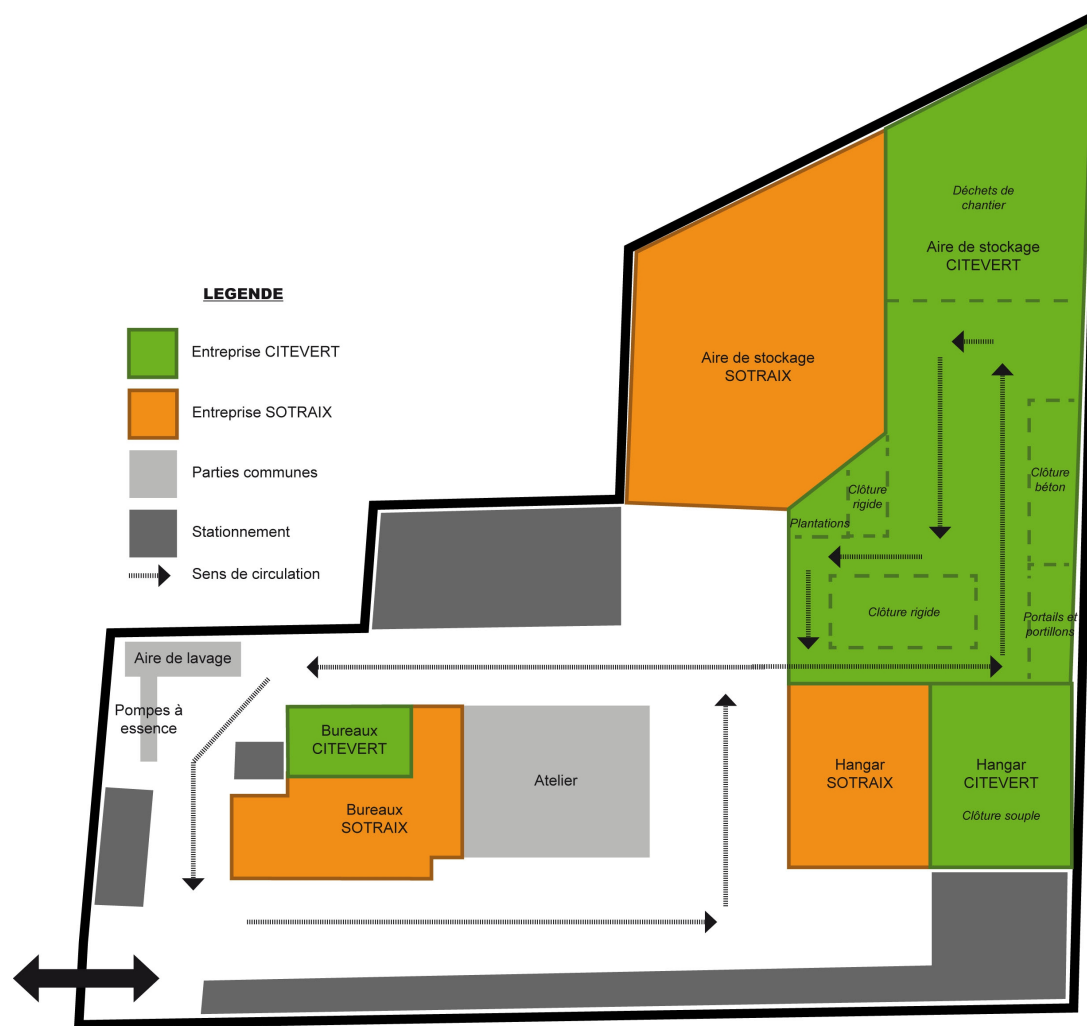 Déchets de
chantier
Aire de stockage
CITEVERT
LEGENDE
Entreprise CITEVERT
Entreprise SOTRAIX
Parties communes
Stationnement
Sens de circulation
Aire de stockage
SOTRAIX
Clôture
béton
Clôture
rigide
Plantations
Clôture rigide
Portails et
portillons
Aire de lavage
Pompes à
essence
Bureaux
CITEVERT
Bureaux
SOTRAIX
Atelier
Hangar
SOTRAIX
Hangar
CITEVERT
Clôture souple